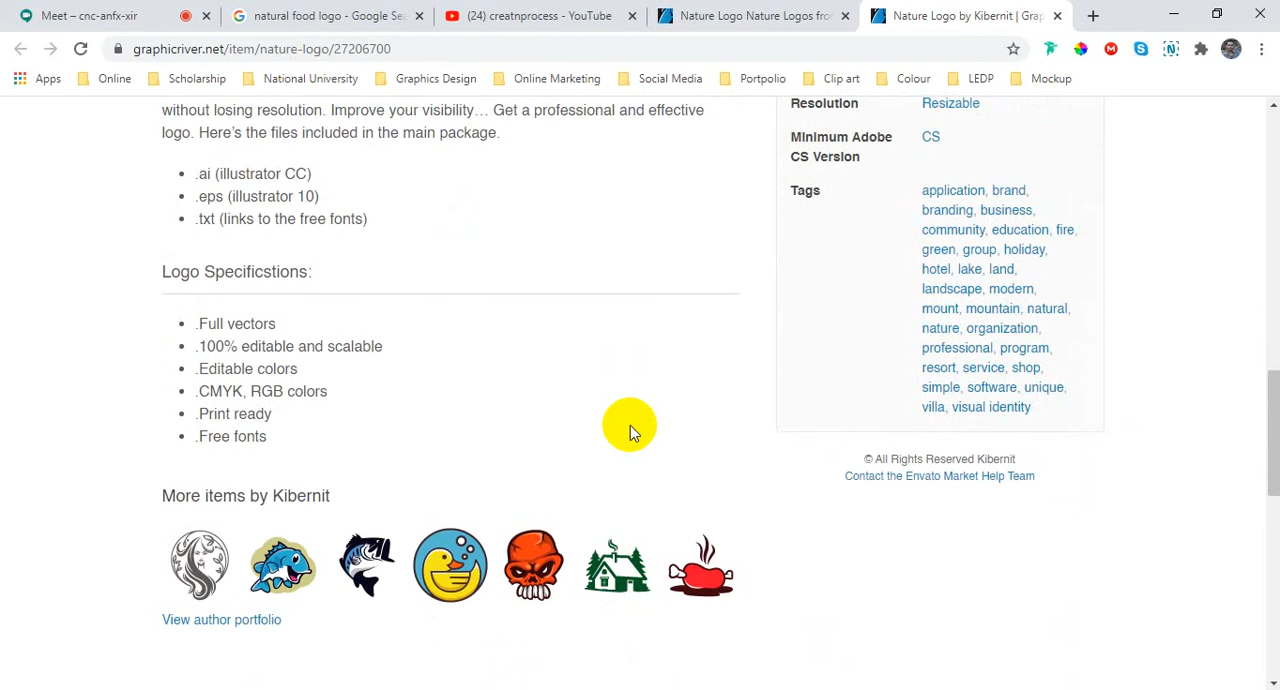 Meet – cnc-anfx-xir
natural food logo - Google Sea
(24) creatnprocess - YouTube
Nature Logo Nature Logos from
Nature Logo by Kibernit | Grap
graphicriver.net/item/nature-logo/27206700
Apps
Online
Scholarship
National University
Graphics Design
Online Marketing
Social Media
Portpolio
Clip art
Colour
LEDP
Mockup
without losing resolution. Improve your visibility… Get a professional and effective
logo. Here's the files included in the main package.
.ai (illustrator CC)
.eps (illustrator 10)
.txt (links to the free fonts)
Logo Specificstions:
.Full vectors
.100% editable and scalable
.Editable colors
.CMYK, RGB colors
.Print ready
.Free fonts
More items by Kibernit
View author portfolio
Resolution
Resizable
Minimum Adobe
CS Version
CS
Tags
application, brand,
branding, business,
community, education, fire,
green, group, holiday,
hotel, lake, land,
landscape, modern,
mount, mountain, natural,
nature, organization,
professional, program,
resort, service, shop,
simple, software, unique,
villa, visual identity
© All Rights Reserved Kibernit
Contact the Envato Market Help Team